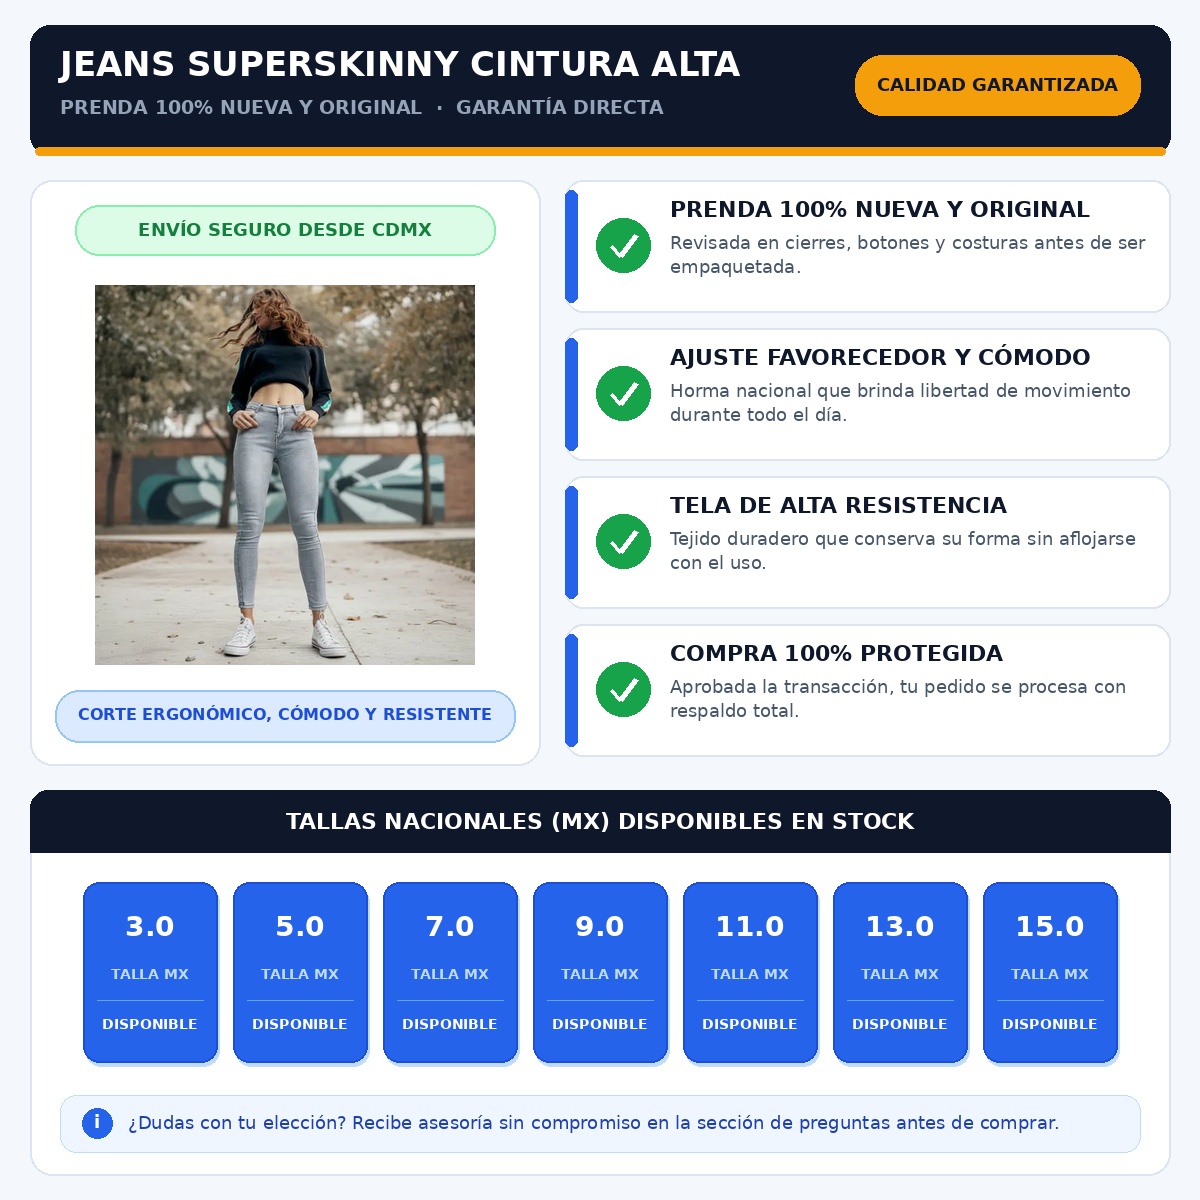 JEANS SUPERSKINNY CINTURA ALTA
PRENDA 100% NUEVA Y ORIGINAL · GARANTÍA DIRECTA
CALIDAD GARANTIZADA
ENVÍO SEGURO DESDE CDMX
CORTE ERGONÓMICO, CÓMODO Y RESISTENTE
PRENDA 100% NUEVA Y ORIGINAL
Revisada en cierres, botones y costuras antes de ser
empaquetada.
AJUSTE FAVORECEDOR Y CÓMODO
Horma nacional que brinda libertad de movimiento
durante todo el día.
TELA DE ALTA RESISTENCIA
Tejido duradero que conserva su forma sin aflojarse
con el uso.
COMPRA 100% PROTEGIDA
Aprobada la transacción, tu pedido se procesa con
respaldo total.
TALLAS NACIONALES (MX) DISPONIBLES EN STOCK
3.0
TALLA MX
DISPONIBLE
5.0
TALLA MX
DISPONIBLE
7.0
TALLA MX
DISPONIBLE
9.0
TALLA MX
DISPONIBLE
11.0
TALLA MX
DISPONIBLE
13.0
TALLA MX
DISPONIBLE
15.0
TALLA MX
DISPONIBLE
i ¿Dudas con tu elección? Recibe asesoría sin compromiso en la sección de preguntas antes de comprar.